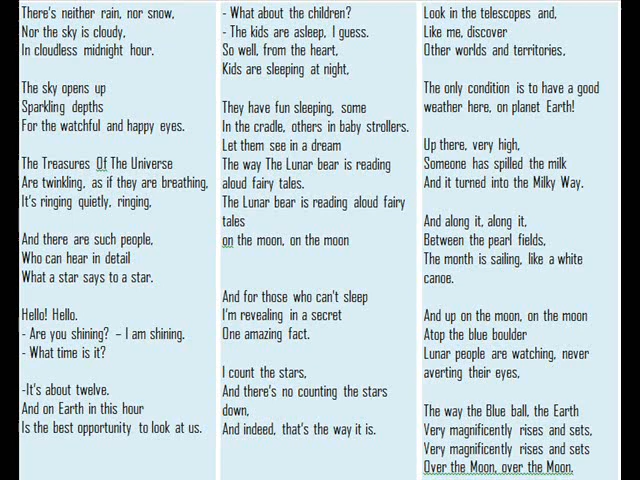 There's neither rain, nor snow,
Nor the sky is cloudy,
In cloudless midnight hour.
The sky opens up
Sparkling depths
For the watchful and happy eyes.
The Treasures Of The Universe
Are twinkling, as if they are breathing,
It's ringing quietly, ringing,
And there are such people,
Who can hear in detail
What a star says to a star.
Hello! Hello.
- Are you shining? – I am shining.
- What time is it?
-It's about twelve.
And on Earth in this hour
Is the best opportunity to look at us.
- What about the children?
- The kids are asleep, I guess.
So well, from the heart,
Kids are sleeping at night,
They have fun sleeping, some
In the cradle, others in baby strollers.
Let them see in a dream
The way The Lunar bear is reading
aloud fairy tales.
The Lunar bear is reading aloud fairy
tales
on the moon, on the moon
And for those who can't sleep
I'm revealing in a secret
One amazing fact.
I count the stars,
And there's no counting the stars
down,
And indeed, that's the way it is.
Look in the telescopes and,
Like me, discover
Other worlds and territories.
The only condition is to have a good
weather here, on planet Earth!
Up there, very high,
Someone has spilled the milk
And it turned into the Milky Way.
And along it, along it,
Between the pearl fields,
The month is sailing, like a white
canoe.
And up on the moon, on the moon
Atop the blue boulder
Lunar people are watching, never
averting their eyes,
The way the Blue ball, the Earth
Very magnificently rises and sets,
Very magnificently rises and sets
Over the Moon, over the Moon.